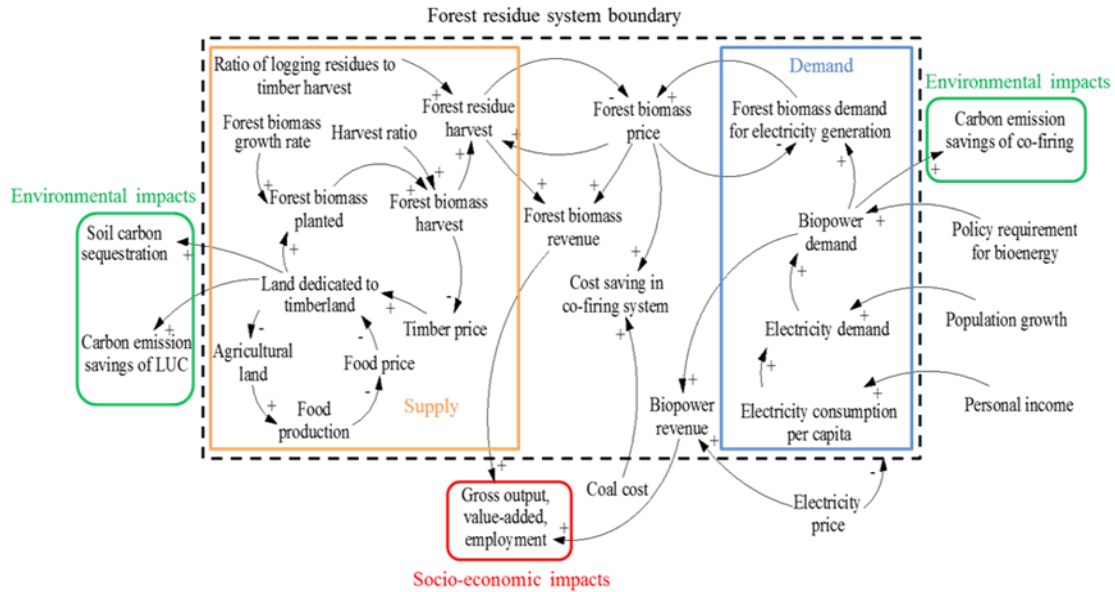 Forest residue system boundary
Ratio of logging residues to
timber harvest
Forest residue
harvest
Forest biomass
growth rate
Harvest ratio
Forest biomass
planted
Forest biomass
harvest
Land dedicated to
timberland
Timber price
Agricultural
land
Food price
Food
production
Supply
Environmental impacts
Soil carbon
sequestration
Carbon emission
savings of LUC
Forest biomass
price
Forest biomass
revenue
Cost saving in
co-firing system
Biopower
revenue
Coal cost
Gross output,
value-added,
employment
Socio-economic impacts
Demand
Forest biomass demand
for electricity generation
Biopower
demand
Electricity demand
Electricity consumption
per capita
Electricity
price
Environmental impacts
Carbon emission
savings of co-firing
Policy requirement
for bioenergy
Population growth
Personal income